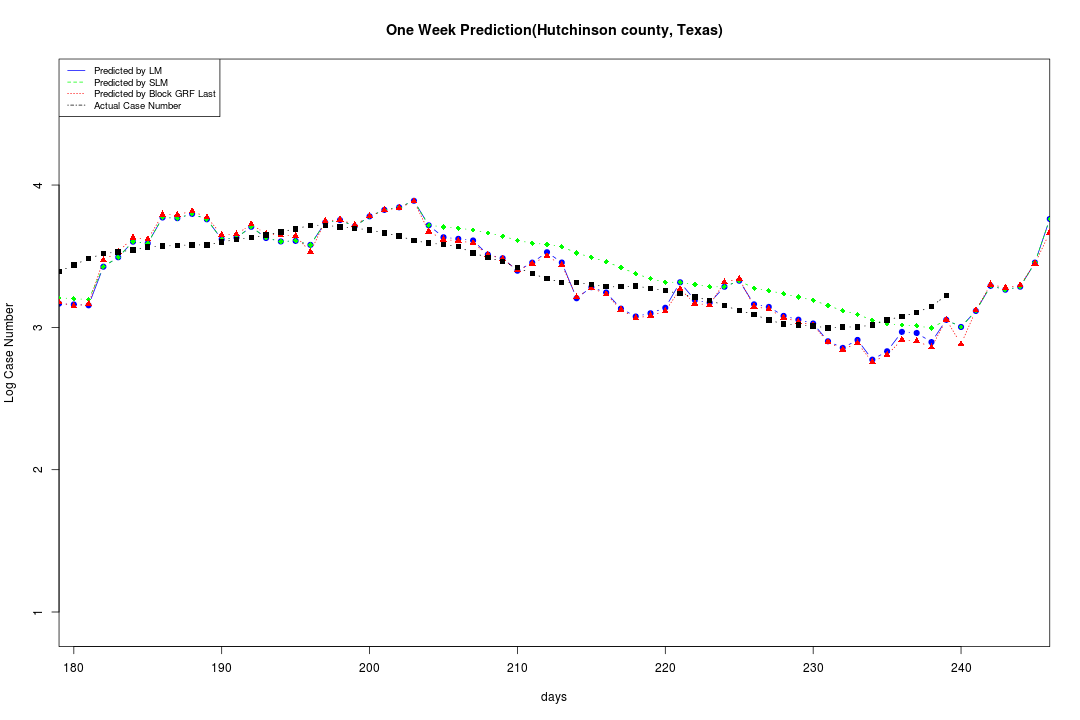 One Week Prediction(Hutchinson county, Texas)
Predicted by LM
Predicted by SLM
Predicted by Block GRF Last
Actual Case Number
Log Case Number
4
3
2
1
180 190 200 210 220 230 240
days